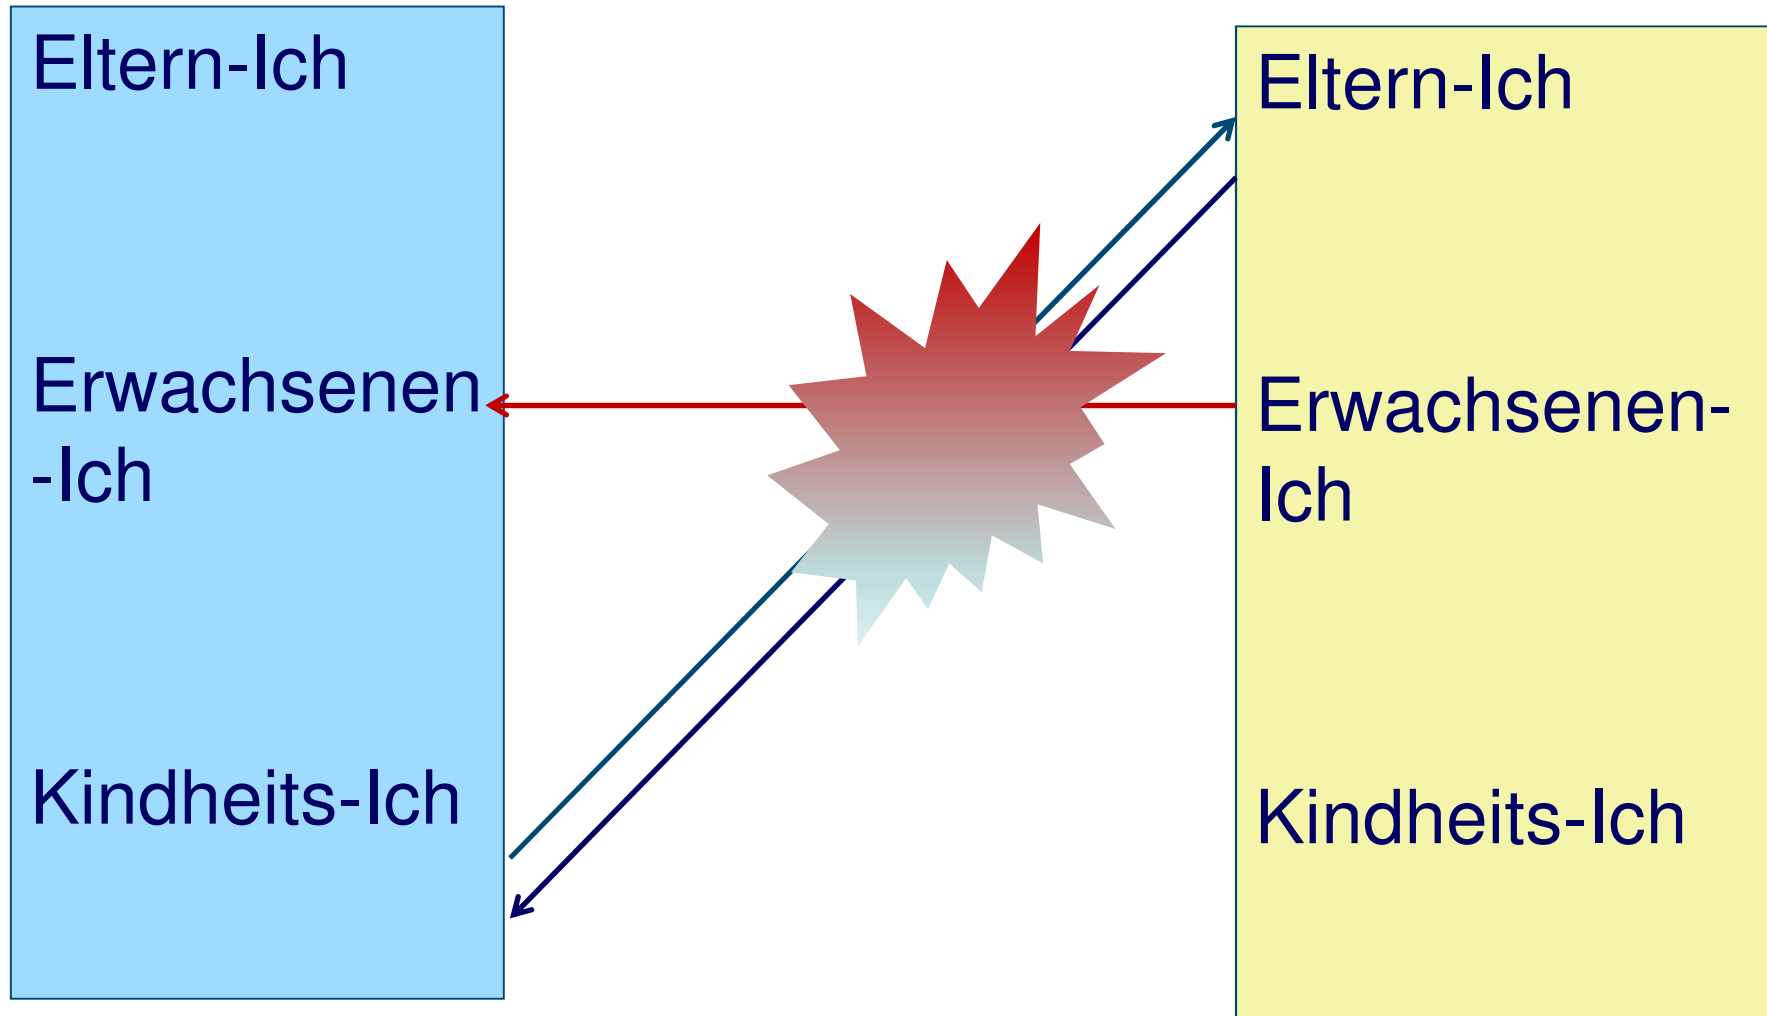 Eltern-Ich
Erwachsenen
-Ich
Kindheits-Ich
Eltern-Ich
Erwachsenen-
Ich
Kindheits-Ich